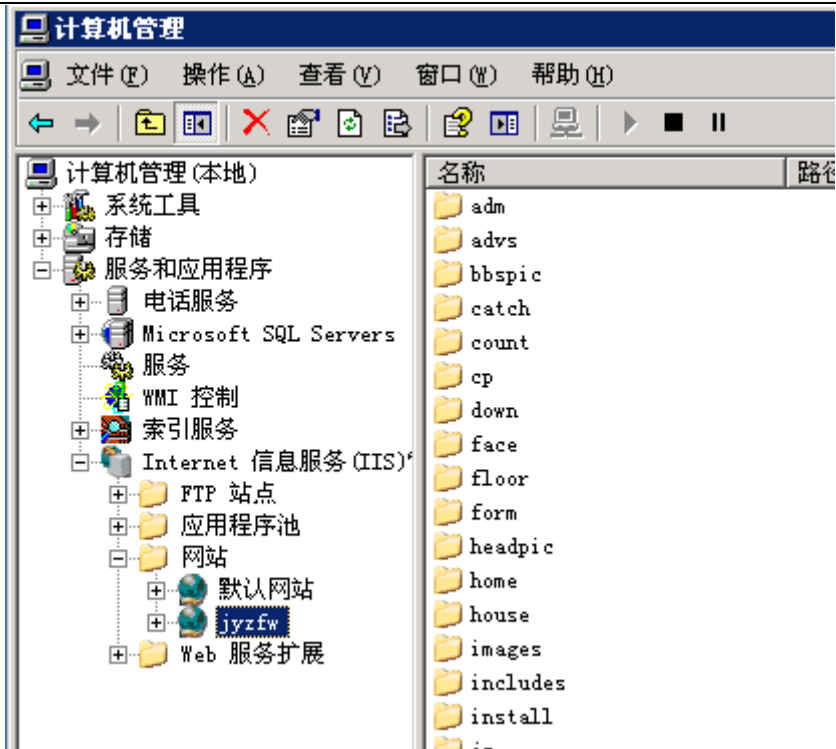 计算机管理
文件(F) 操作(A) 查看(V) 窗口(W) 帮助(H)
计算机管理(本地)
系统工具
存储
服务和应用程序
电话服务
Microsoft SQL Servers
服务
WMI 控制
索引服务
Internet 信息服务(IIS)
FTP 站点
应用程序池
网站
默认网站
jyzfw
Web 服务扩展
名称 路径
adm
advs
bbspic
catch
count
cp
down
face
floor
form
headpic
home
house
images
includes
install